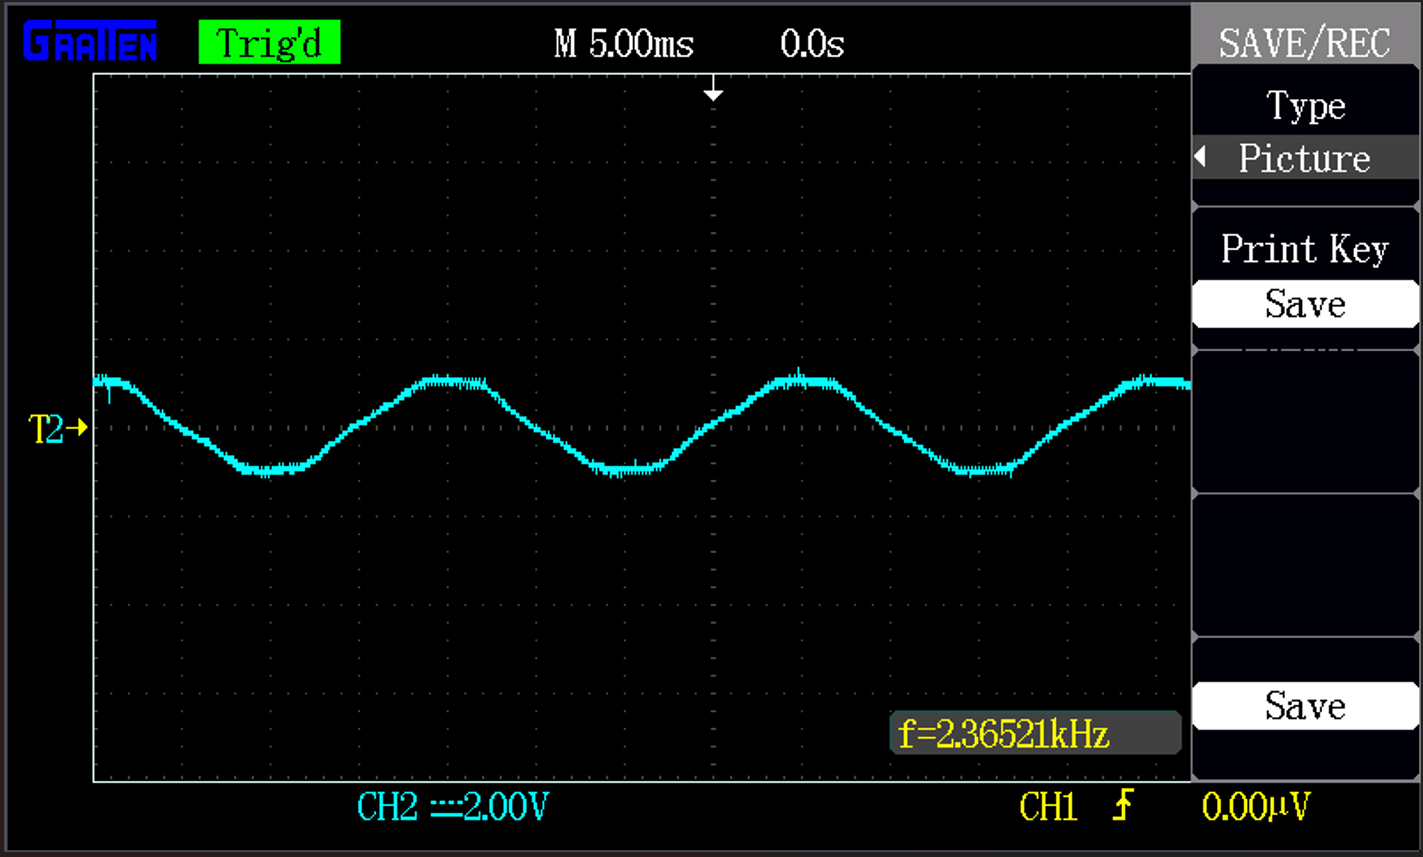 GRATTEN Trig'd M 5.00ms 0.0s SAVE/REC
Type
Picture
Print Key
Save
T2
Save
f=2.36521kHz
CH2 2.00V CH1 0.00µV